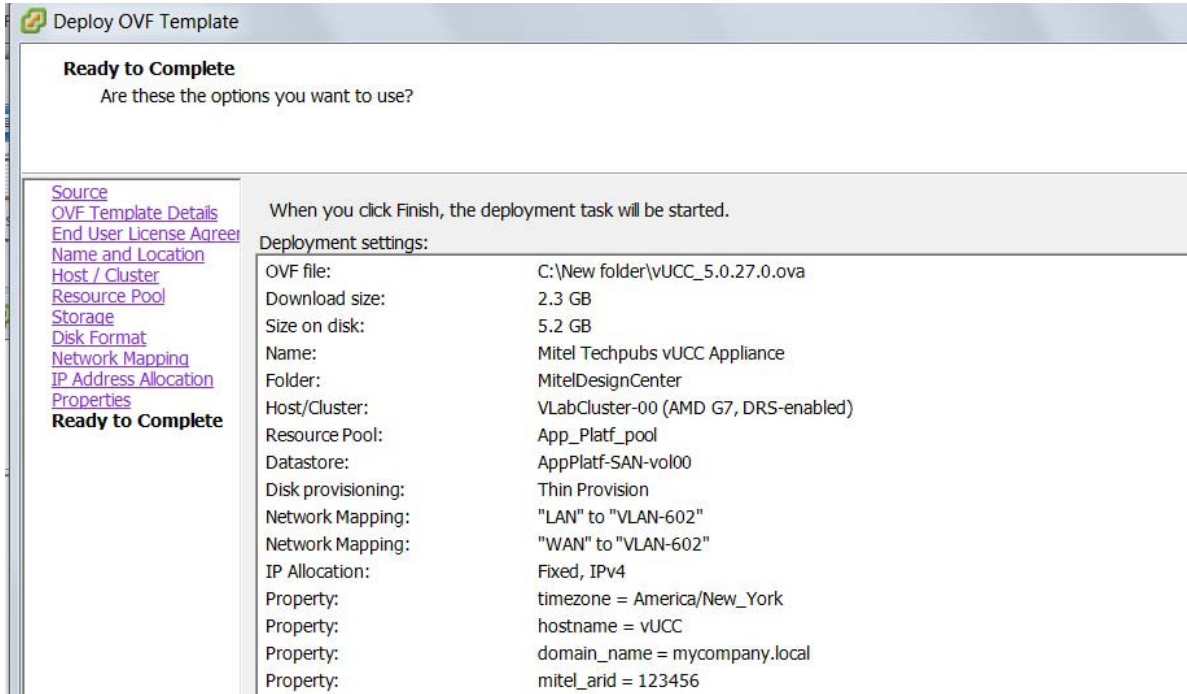 Deploy OVF Template
Ready to Complete
Are these the options you want to use?
Source
OVF Template Details
End User License Agreer
Name and Location
Host / Cluster
Resource Pool
Storage
Disk Format
Network Mapping
IP Address Allocation
Properties
Ready to Complete
When you click Finish, the deployment task will be started.
Deployment settings:
OVF file: C:\New folder\vUCC_5.0.27.0.ova
Download size: 2.3 GB
Size on disk: 5.2 GB
Name: Mitel Techpubs vUCC Appliance
Folder: MitelDesignCenter
Host/Cluster: VLabCluster-00 (AMD G7, DRS-enabled)
Resource Pool: App_Platf_pool
Datastore: AppPlatf-SAN-vol00
Disk provisioning: Thin Provision
Network Mapping: "LAN" to "VLAN-602"
Network Mapping: "WAN" to "VLAN-602"
IP Allocation: Fixed, IPv4
Property: timezone = America/New_York
Property: hostname = vUCC
Property: domain_name = mycompany.local
Property: mitel_arid = 123456